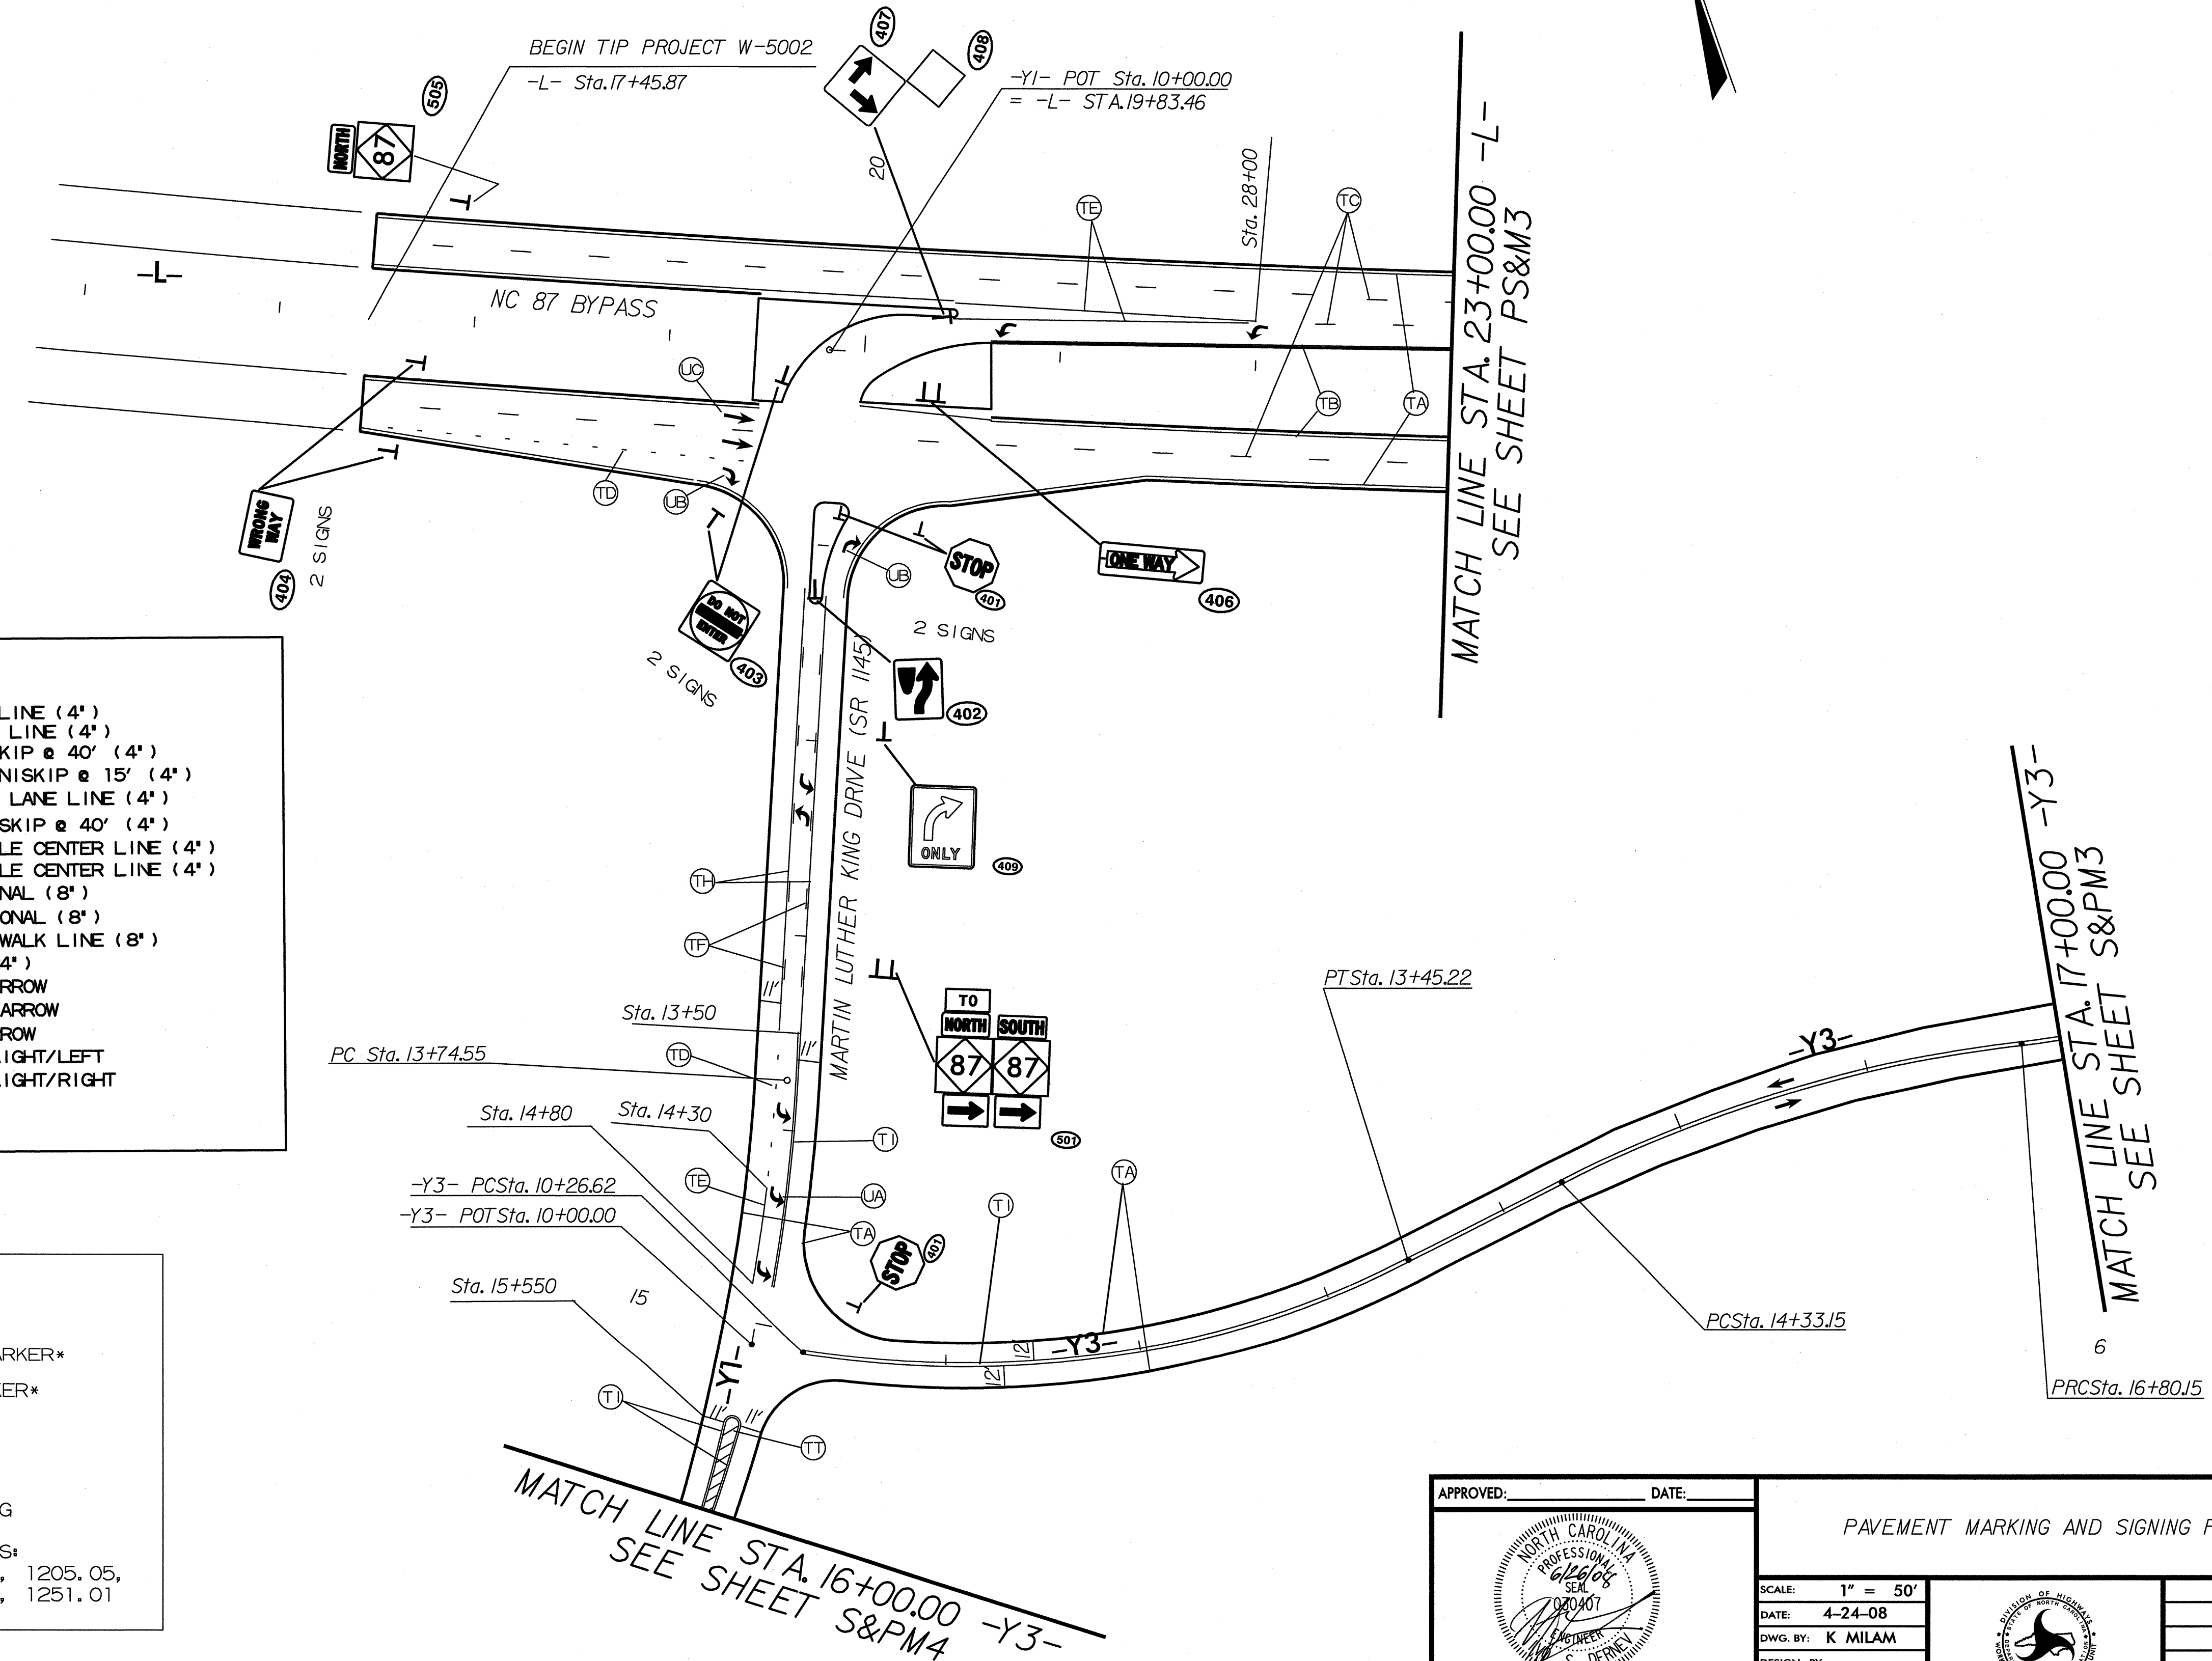 BEGIN TIP PROJECT W-5002
-L- Sta.17+45.87
407
408
505
NORTH
87
-Y1- POT Sta. 10+00.00
= -L- STA.19+83.46
20
Sta. 28+00
TE
TC
MATCH LINE STA. 23+00.00 -L-
SEE SHEET PS&M3
-L-
NC 87 BYPASS
UC
TB
TA
TD
UB
WRONG
WAY
404
2 SIGNS
DO NOT
ENTER
403
2 SIGNS
UB
STOP
401
2 SIGNS
ONE WAY
406
402
MARTIN LUTHER KING DRIVE (SR 1145)
ONLY
409
LINE (4")
LINE (4")
KIP @ 40' (4")
NISKIP @ 15' (4")
LANE LINE (4")
SKIP @ 40' (4")
LE CENTER LINE (4")
LE CENTER LINE (4")
NAL (8")
ONAL (8")
WALK LINE (8")
4")
RROW
ARROW
ROW
IGHT/LEFT
IGHT/RIGHT
TH
TF
11'
Sta. 13+50
11'
TD
PC Sta. 13+74.55
TO
NORTH
SOUTH
87
87
501
Sta. 14+80
Sta. 14+30
TI
TE
UA
-Y3- PCSta. 10+26.62
-Y3- POTSta. 10+00.00
TA
STOP
401
TI
TA
PTSta. 13+45.22
-Y3-
MATCH LINE STA. 17+00.00 -Y3-
SEE SHEET S&PM3
PCSta. 14+33.15
6
PRCSta. 16+80.15
Sta. 15+550
15
-Y1-
12'
12'
-Y3-
TI
11'
11'
TT
MATCH LINE STA. 16+00.00 -Y3-
SEE SHEET S&PM4
ARKER*
KER*
G
S:
, 1205.05,
, 1251.01
APPROVED: DATE:
NORTH CAROLINA
PROFESSIONAL
6/26/08
SEAL
030407
ENGINEER
PAVEMENT MARKING AND SIGNING P
SCALE: 1" = 50'
DATE: 4-24-08
DWG. BY: K MILAM
DIVISION OF HIGHWAYS
STATE OF NORTH CAROLINA